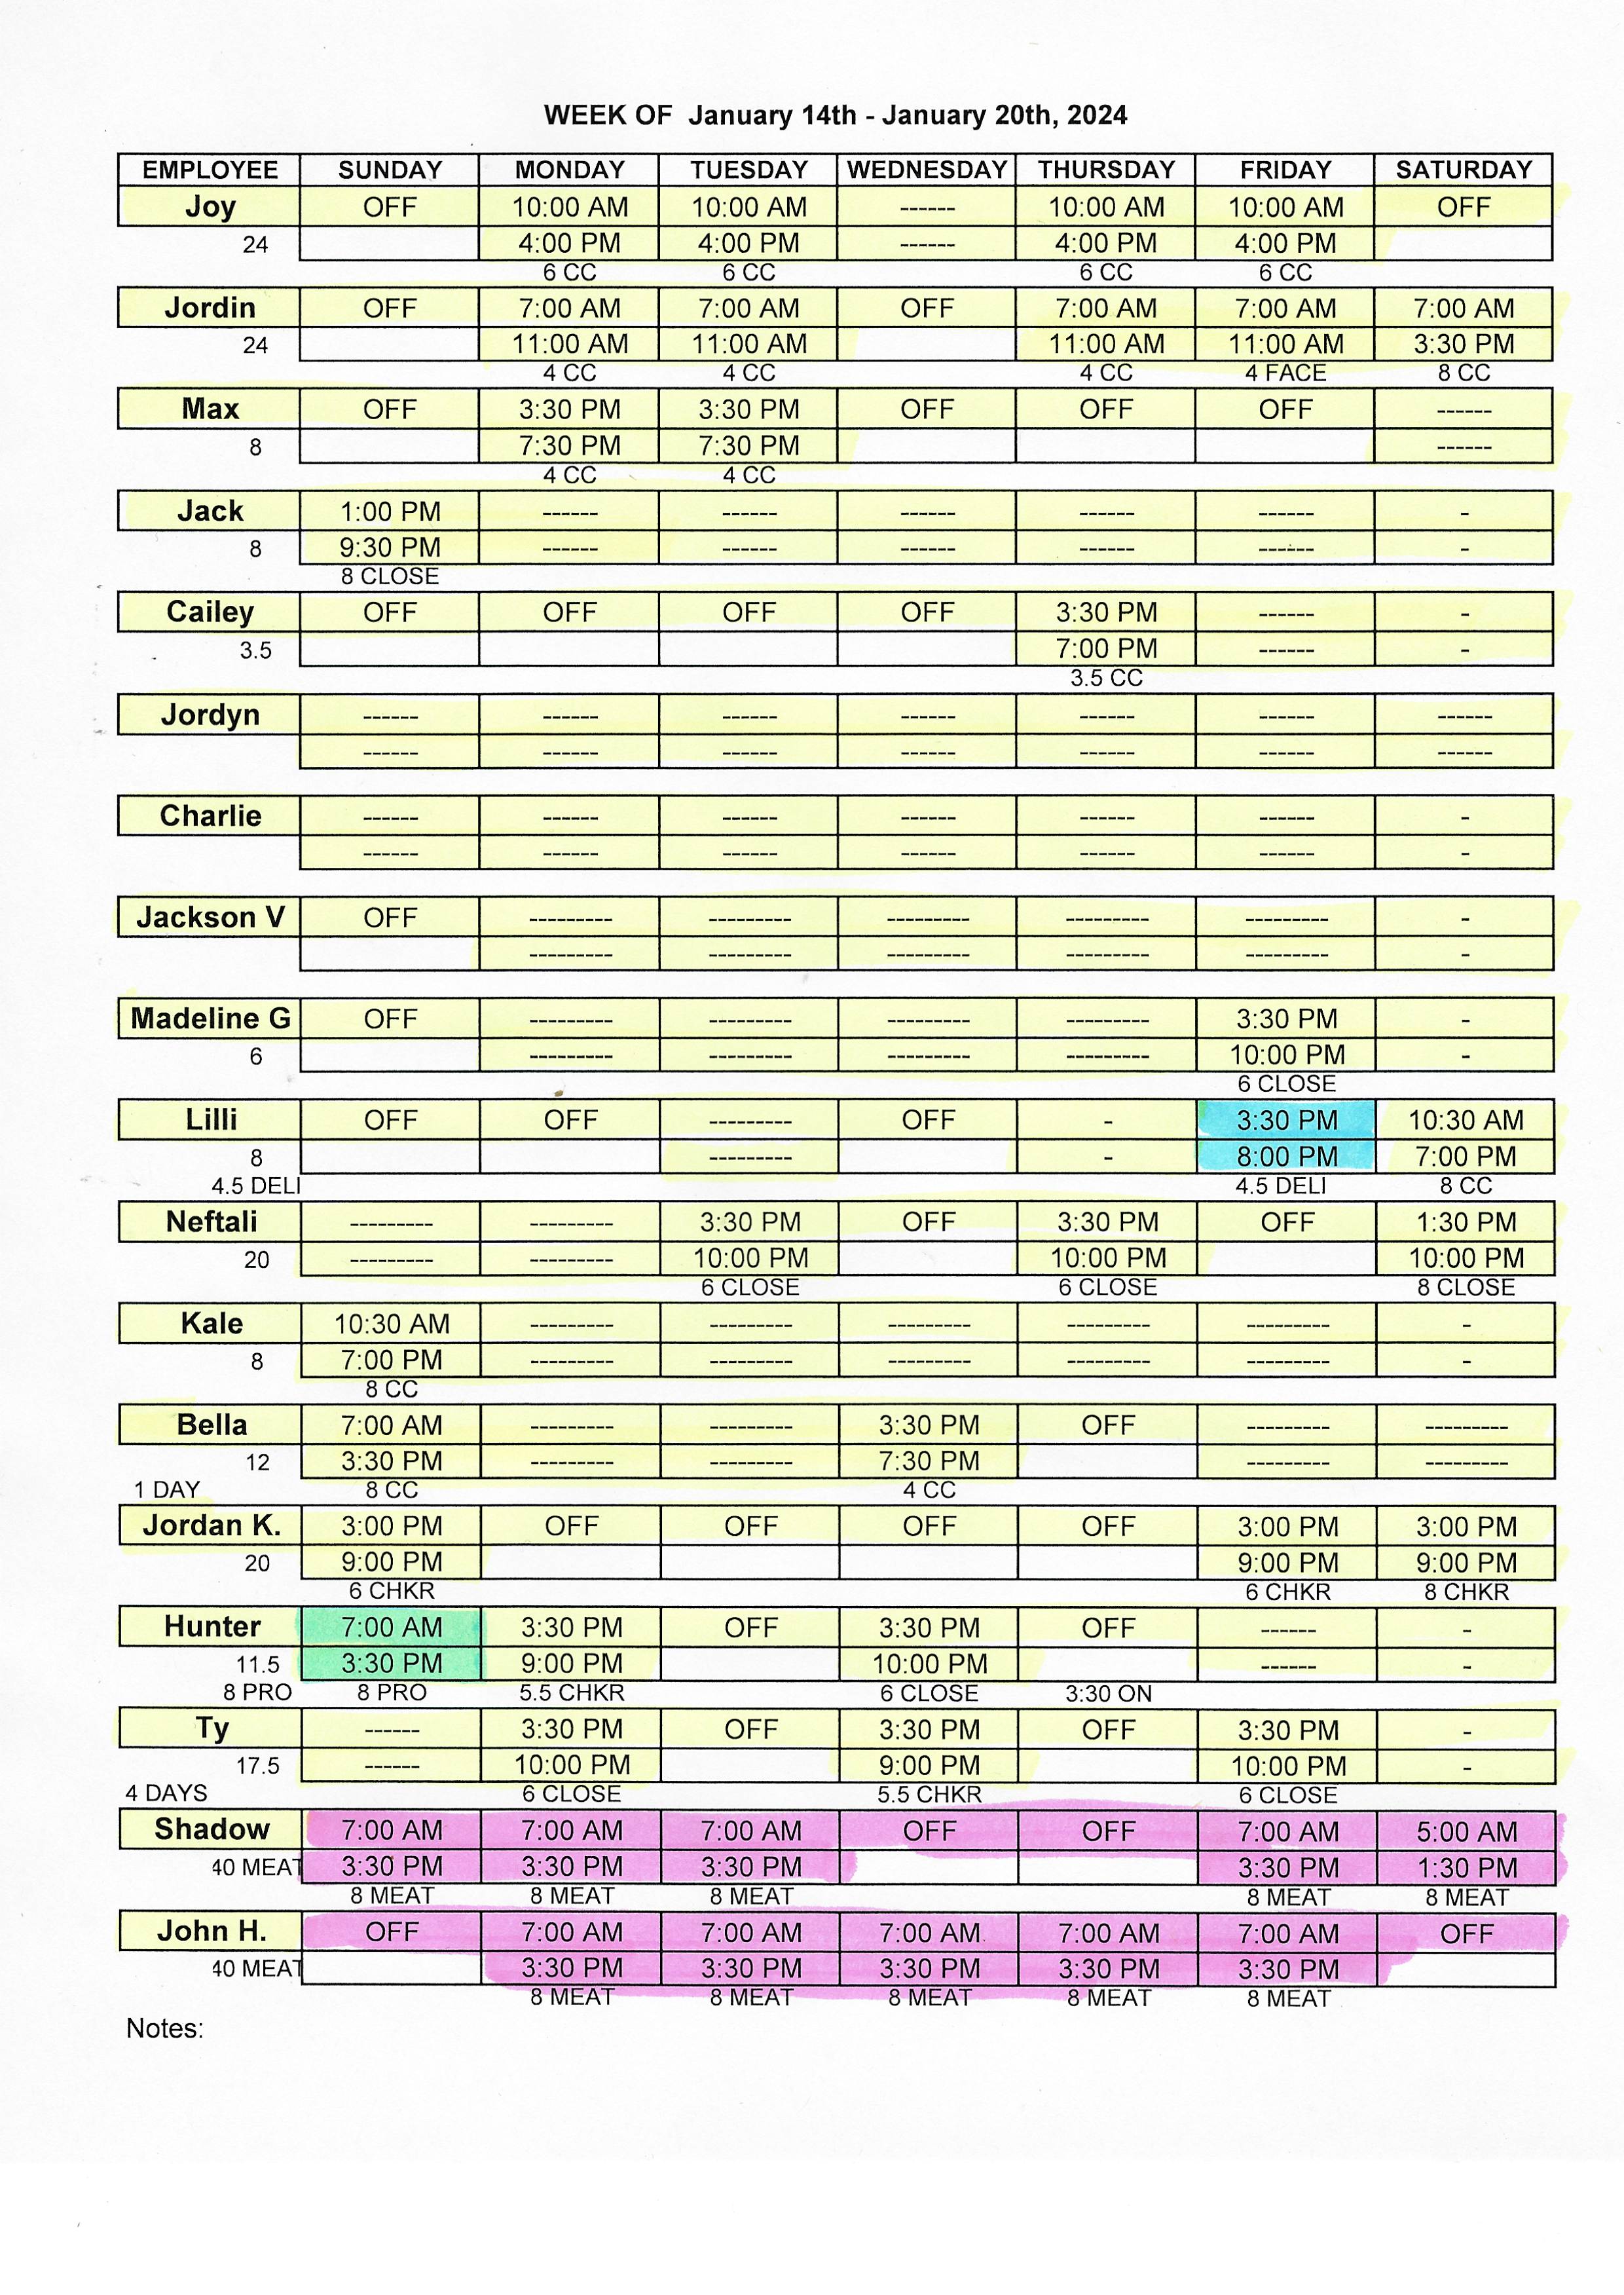 WEEK OF January 14th - January 20th, 2024
EMPLOYEE SUNDAY MONDAY TUESDAY WEDNESDAY THURSDAY FRIDAY SATURDAY
Joy OFF 10:00 AM 10:00 AM ------ 10:00 AM 10:00 AM OFF
24 4:00 PM 4:00 PM ------ 4:00 PM 4:00 PM
6 CC 6 CC 6 CC 6 CC
Jordin OFF 7:00 AM 7:00 AM OFF 7:00 AM 7:00 AM 7:00 AM
24 11:00 AM 11:00 AM 11:00 AM 11:00 AM 3:30 PM
4 CC 4 CC 4 CC 4 FACE 8 CC
Max OFF 3:30 PM 3:30 PM OFF OFF OFF ------
8 7:30 PM 7:30 PM ------
4 CC 4 CC
Jack 1:00 PM ------ ------ ------ ------ ------ -
8 9:30 PM ------ ------ ------ ------ ------ -
8 CLOSE
Cailey OFF OFF OFF OFF 3:30 PM ------ -
3.5 7:00 PM ------ -
3.5 CC
Jordyn ------ ------ ------ ------ ------ ------ ------
------ ------ ------ ------ ------ ------ ------
Charlie ------ ------ ------ ------ ------ ------ -
------ ------ ------ ------ ------ ------ -
Jackson V OFF --------- --------- --------- --------- --------- -
--------- --------- --------- --------- --------- -
Madeline G OFF --------- --------- --------- --------- 3:30 PM -
6 --------- --------- --------- --------- 10:00 PM -
6 CLOSE
Lilli OFF OFF --------- OFF - 3:30 PM 10:30 AM
8 --------- - 8:00 PM 7:00 PM
4.5 DELI 4.5 DELI 8 CC
Neftali --------- --------- 3:30 PM OFF 3:30 PM OFF 1:30 PM
20 --------- --------- 10:00 PM 10:00 PM 10:00 PM
6 CLOSE 6 CLOSE 8 CLOSE
Kale 10:30 AM --------- --------- --------- --------- --------- -
8 7:00 PM --------- --------- --------- --------- --------- -
8 CC
Bella 7:00 AM --------- --------- 3:30 PM OFF --------- ---------
12 3:30 PM --------- --------- 7:30 PM --------- ---------
1 DAY 8 CC 4 CC
Jordan K. 3:00 PM OFF OFF OFF OFF 3:00 PM 3:00 PM
20 9:00 PM 9:00 PM 9:00 PM
6 CHKR 6 CHKR 8 CHKR
Hunter 7:00 AM 3:30 PM OFF 3:30 PM OFF ------ -
11.5 3:30 PM 9:00 PM 10:00 PM ------ -
8 PRO 8 PRO 5.5 CHKR 6 CLOSE 3:30 ON
Ty ------ 3:30 PM OFF 3:30 PM OFF 3:30 PM -
17.5 ------ 10:00 PM 9:00 PM 10:00 PM -
4 DAYS 6 CLOSE 5.5 CHKR 6 CLOSE
Shadow 7:00 AM 7:00 AM 7:00 AM OFF OFF 7:00 AM 5:00 AM
40 MEAT 3:30 PM 3:30 PM 3:30 PM 3:30 PM 1:30 PM
8 MEAT 8 MEAT 8 MEAT 8 MEAT 8 MEAT
John H. OFF 7:00 AM 7:00 AM 7:00 AM 7:00 AM 7:00 AM OFF
40 MEAT 3:30 PM 3:30 PM 3:30 PM 3:30 PM 3:30 PM
8 MEAT 8 MEAT 8 MEAT 8 MEAT 8 MEAT
Notes: